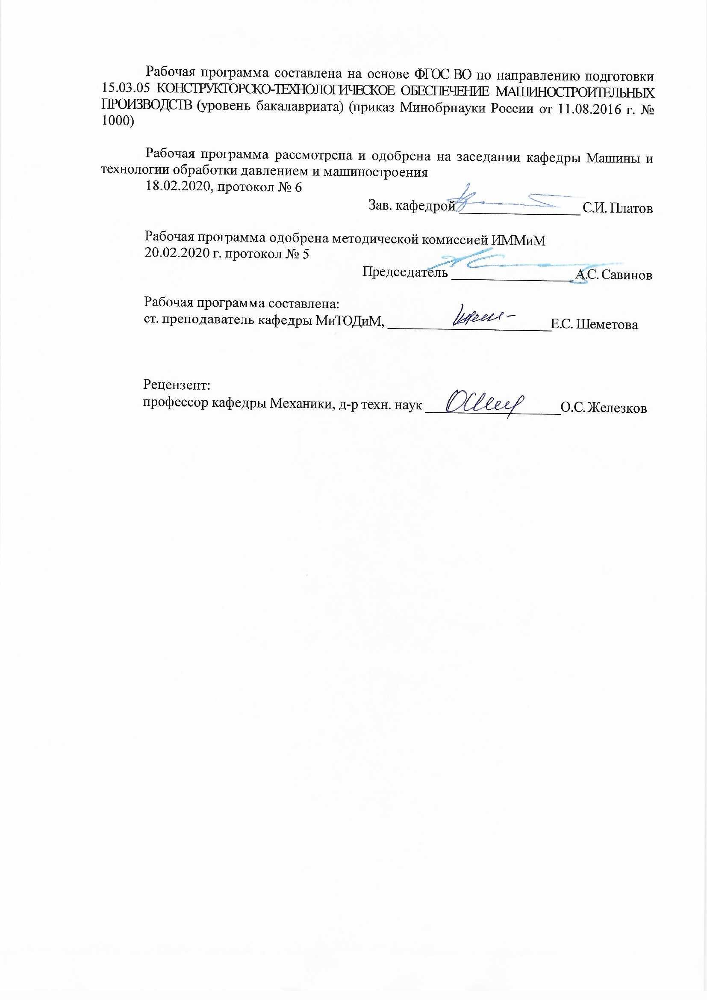 Рабочая программа составлена на основе ФГОС ВО по направлению подготовки
15.03.05 КОНСТРУКТОРСКО-ТЕХНОЛОГИЧЕСКОЕ ОБЕСПЕЧЕНИЕ МАШИНОСТРОИТЕЛЬНЫХ
ПРОИЗВОДСТВ (уровень бакалавриата) (приказ Минобрнауки России от 11.08.2016 г. №
1000)
Рабочая программа рассмотрена и одобрена на заседании кафедры Машины и
технологии обработки давлением и машиностроения
18.02.2020, протокол № 6
Зав. кафедрой ________________ С.И. Платов
Рабочая программа одобрена методической комиссией ИММиМ
20.02.2020 г. протокол № 5
Председатель ________________ А.С. Савинов
Рабочая программа составлена:
ст. преподаватель кафедры МиТОДиМ, ______________________Е.С. Шеметова
Рецензент:
профессор кафедры Механики, д-р техн. наук __________________О.С. Железков